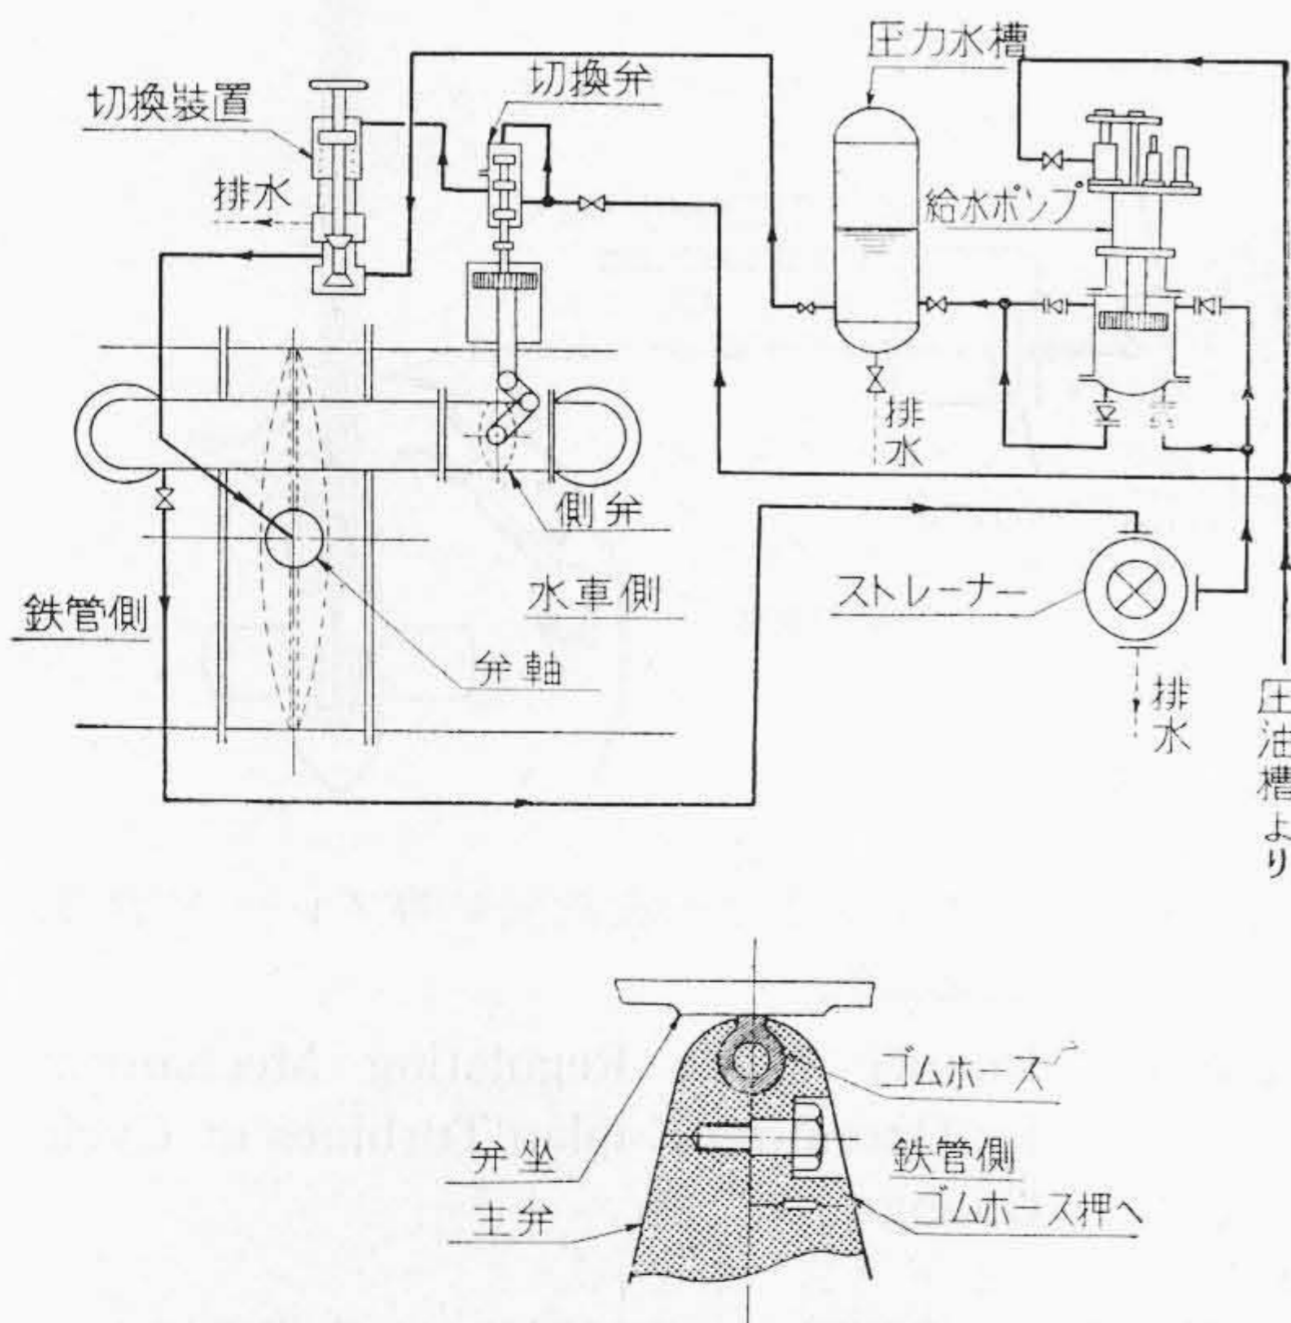 圧力水槽
切換弁
切換装置
排水
給水ポンプ
排水
側弁
水車側
ストレーナー
鉄管側
弁軸
排水
圧油槽より
ゴムホース
弁坐
鉄管側
主弁
ゴムホース押へ